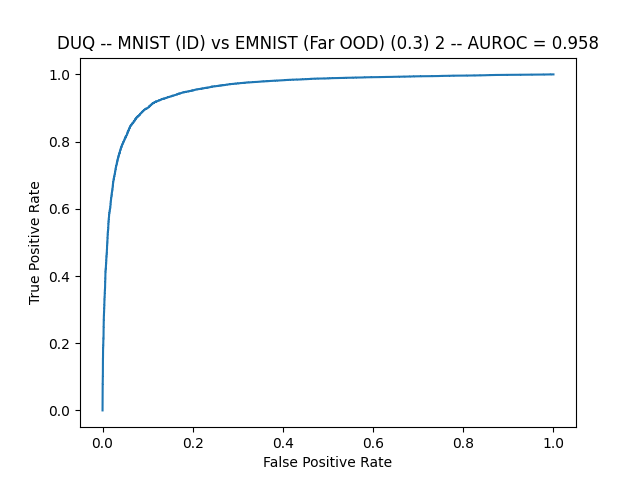 DUQ -- MNIST (ID) vs EMNIST (Far OOD) (0.3) 2 -- AUROC = 0.958
1.0
0.8
0.6
0.4
0.2
0.0
True Positive Rate
0.0 0.2 0.4 0.6 0.8 1.0
False Positive Rate